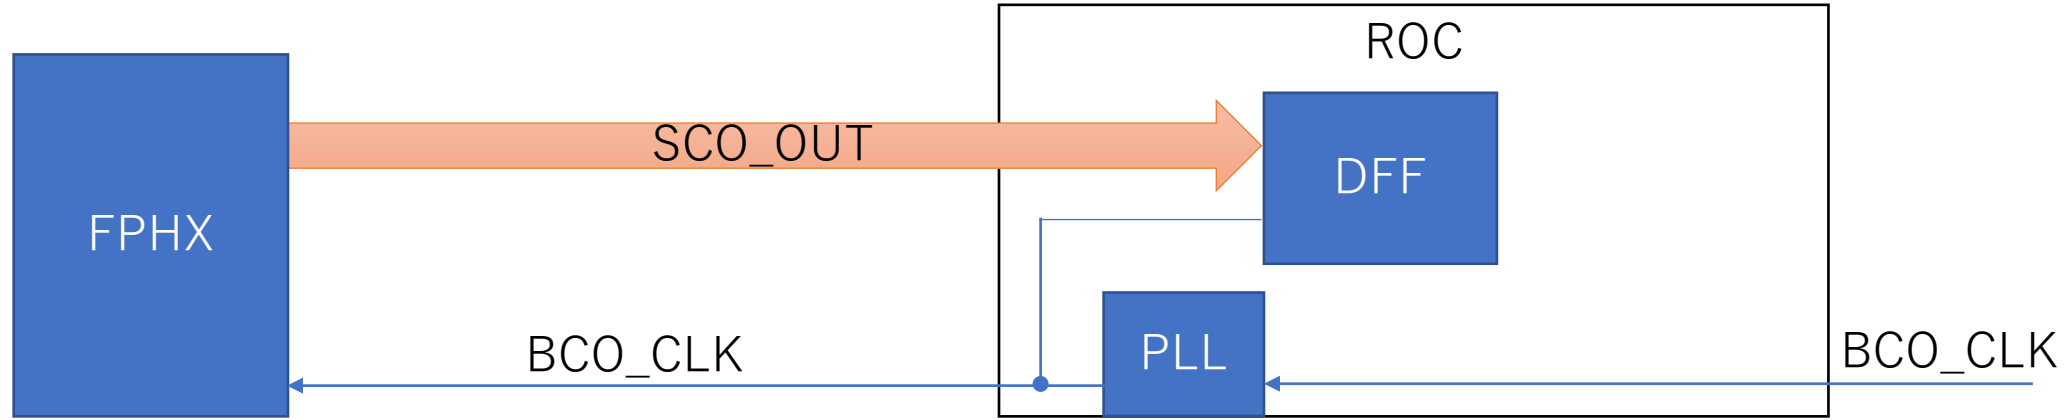 ROC
SCO_OUT
DFF
FPHX
BCO_CLK
PLL
BCO_CLK